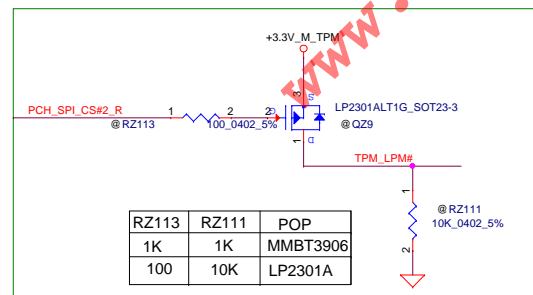 www.
+3.3V_M_TPM
3
S
PCH_SPI_CS#2_R
1
2
2
G
LP2301ALT1G_SOT23-3
@RZ113
100_0402_5%
@QZ9
1
D
TPM_LPM#
1
@RZ111
10K_0402_5%
2
RZ113 RZ111 POP
1K 1K MMBT3906
100 10K LP2301A